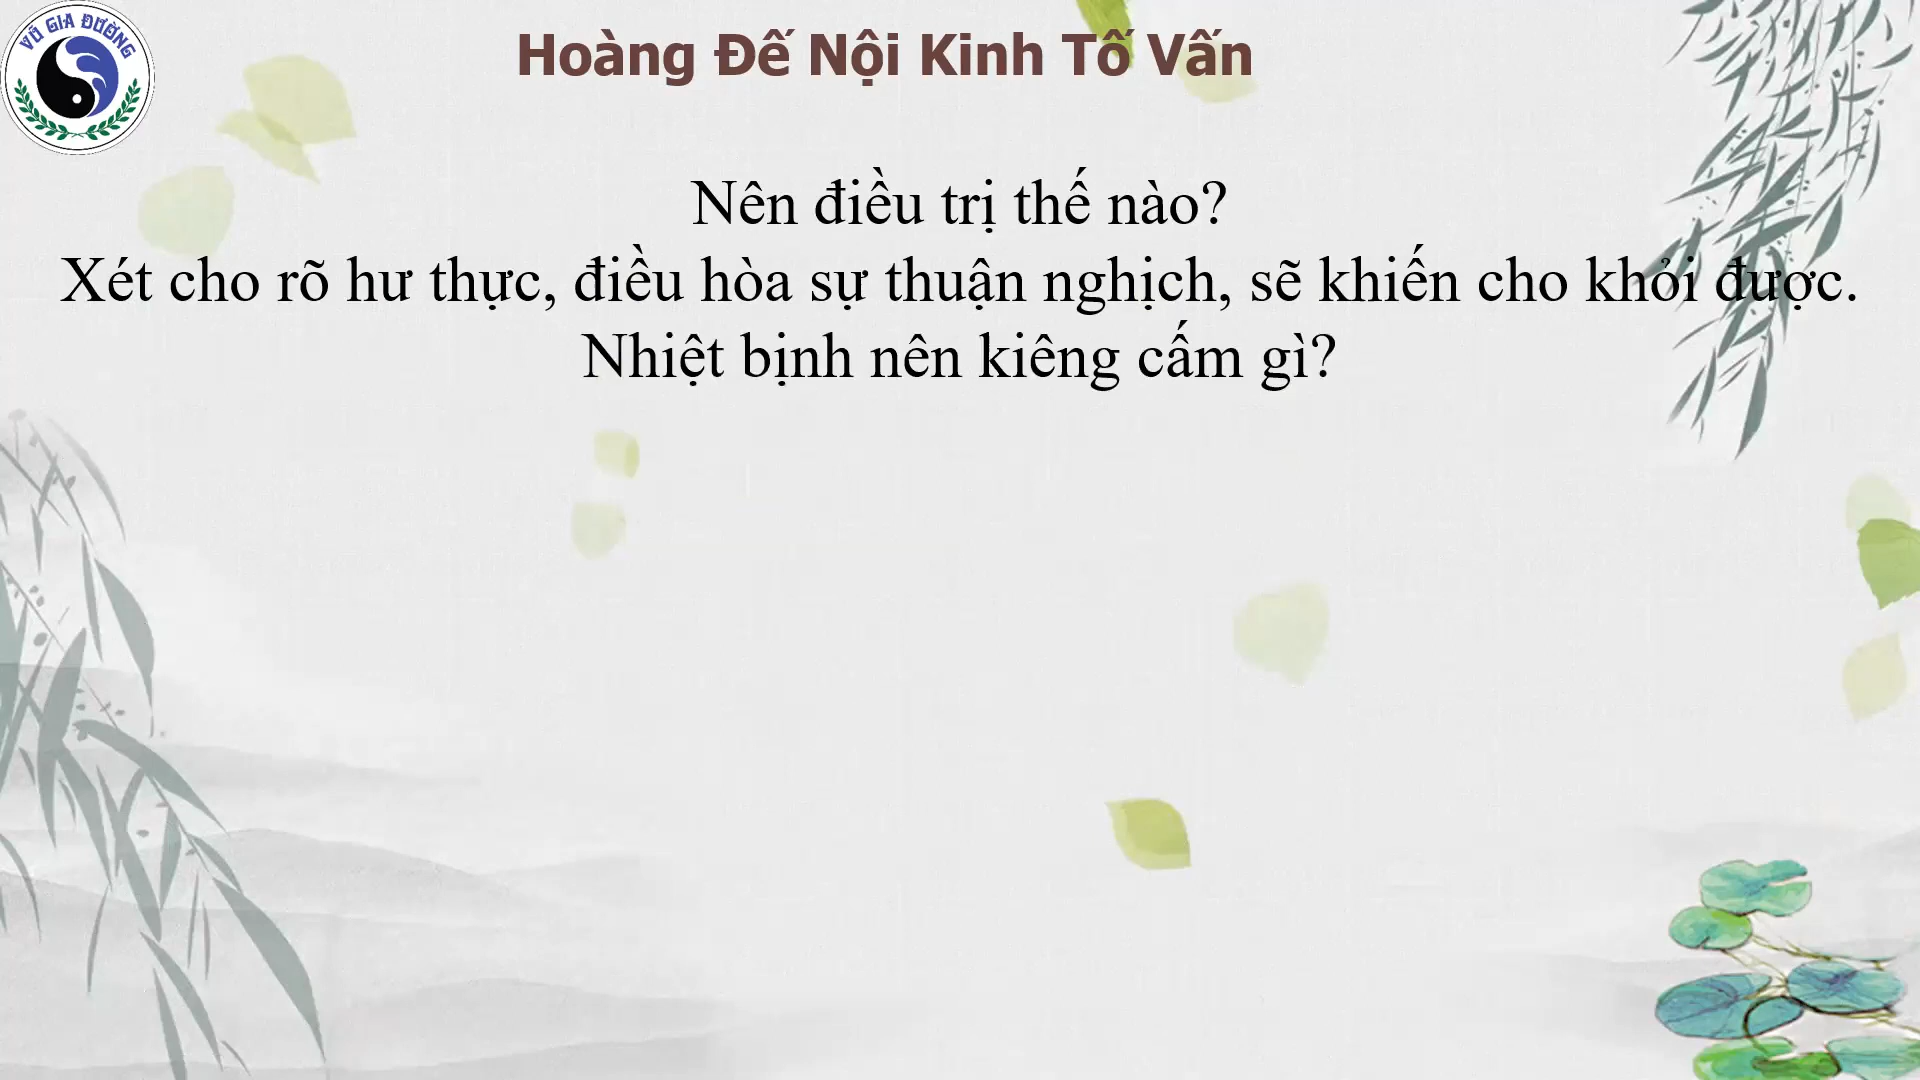 VÕ GIA ĐƯỜNG
Hoàng Đế Nội Kinh Tố Vấn
Nên điều trị thế nào?
Xét cho rõ hư thực, điều hòa sự thuận nghịch, sẽ khiến cho khỏi được.
Nhiệt bịnh nên kiêng cấm gì?